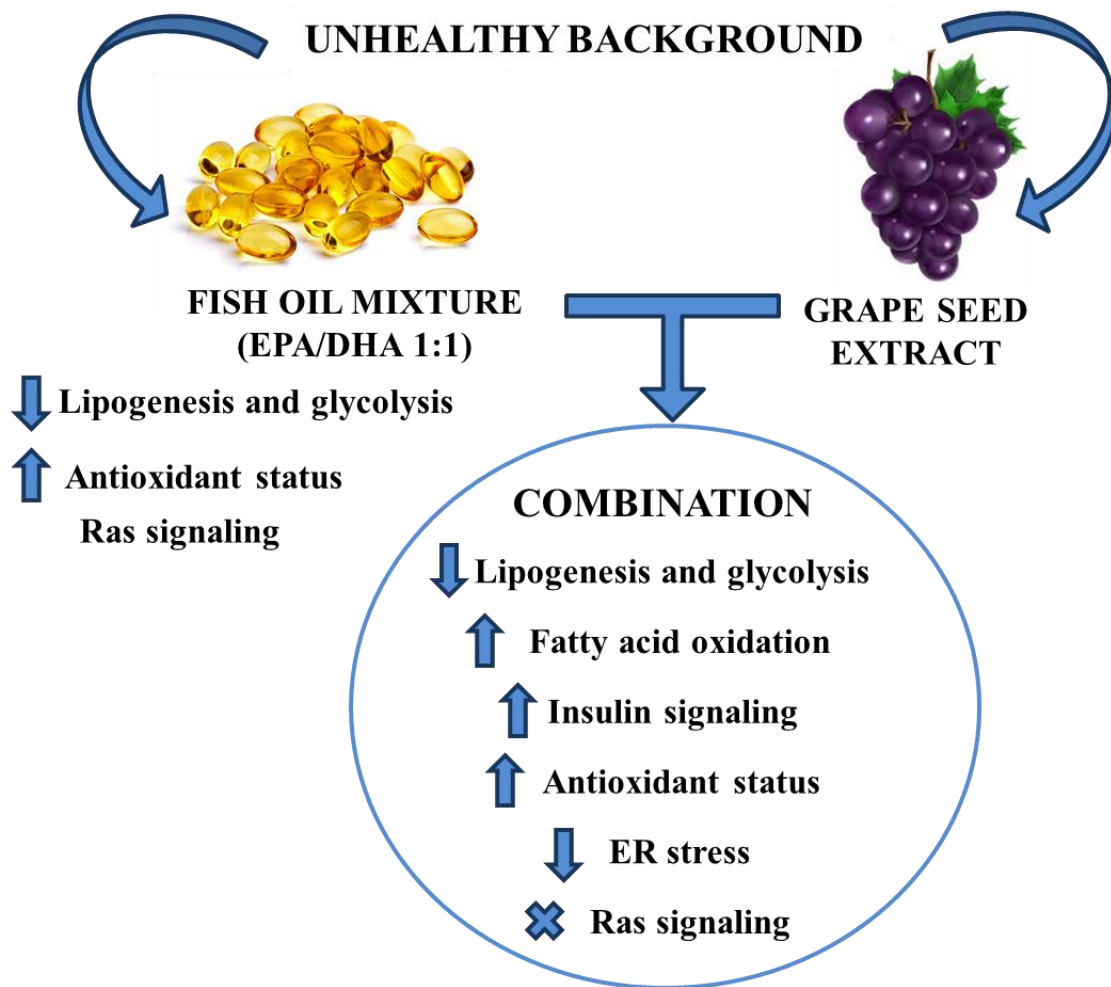 UNHEALTHY BACKGROUND
FISH OIL MIXTURE
(EPA/DHA 1:1)
GRAPE SEED
EXTRACT
Lipogenesis and glycolysis
Antioxidant status
Ras signaling
COMBINATION
Lipogenesis and glycolysis
Fatty acid oxidation
Insulin signaling
Antioxidant status
ER stress
Ras signaling